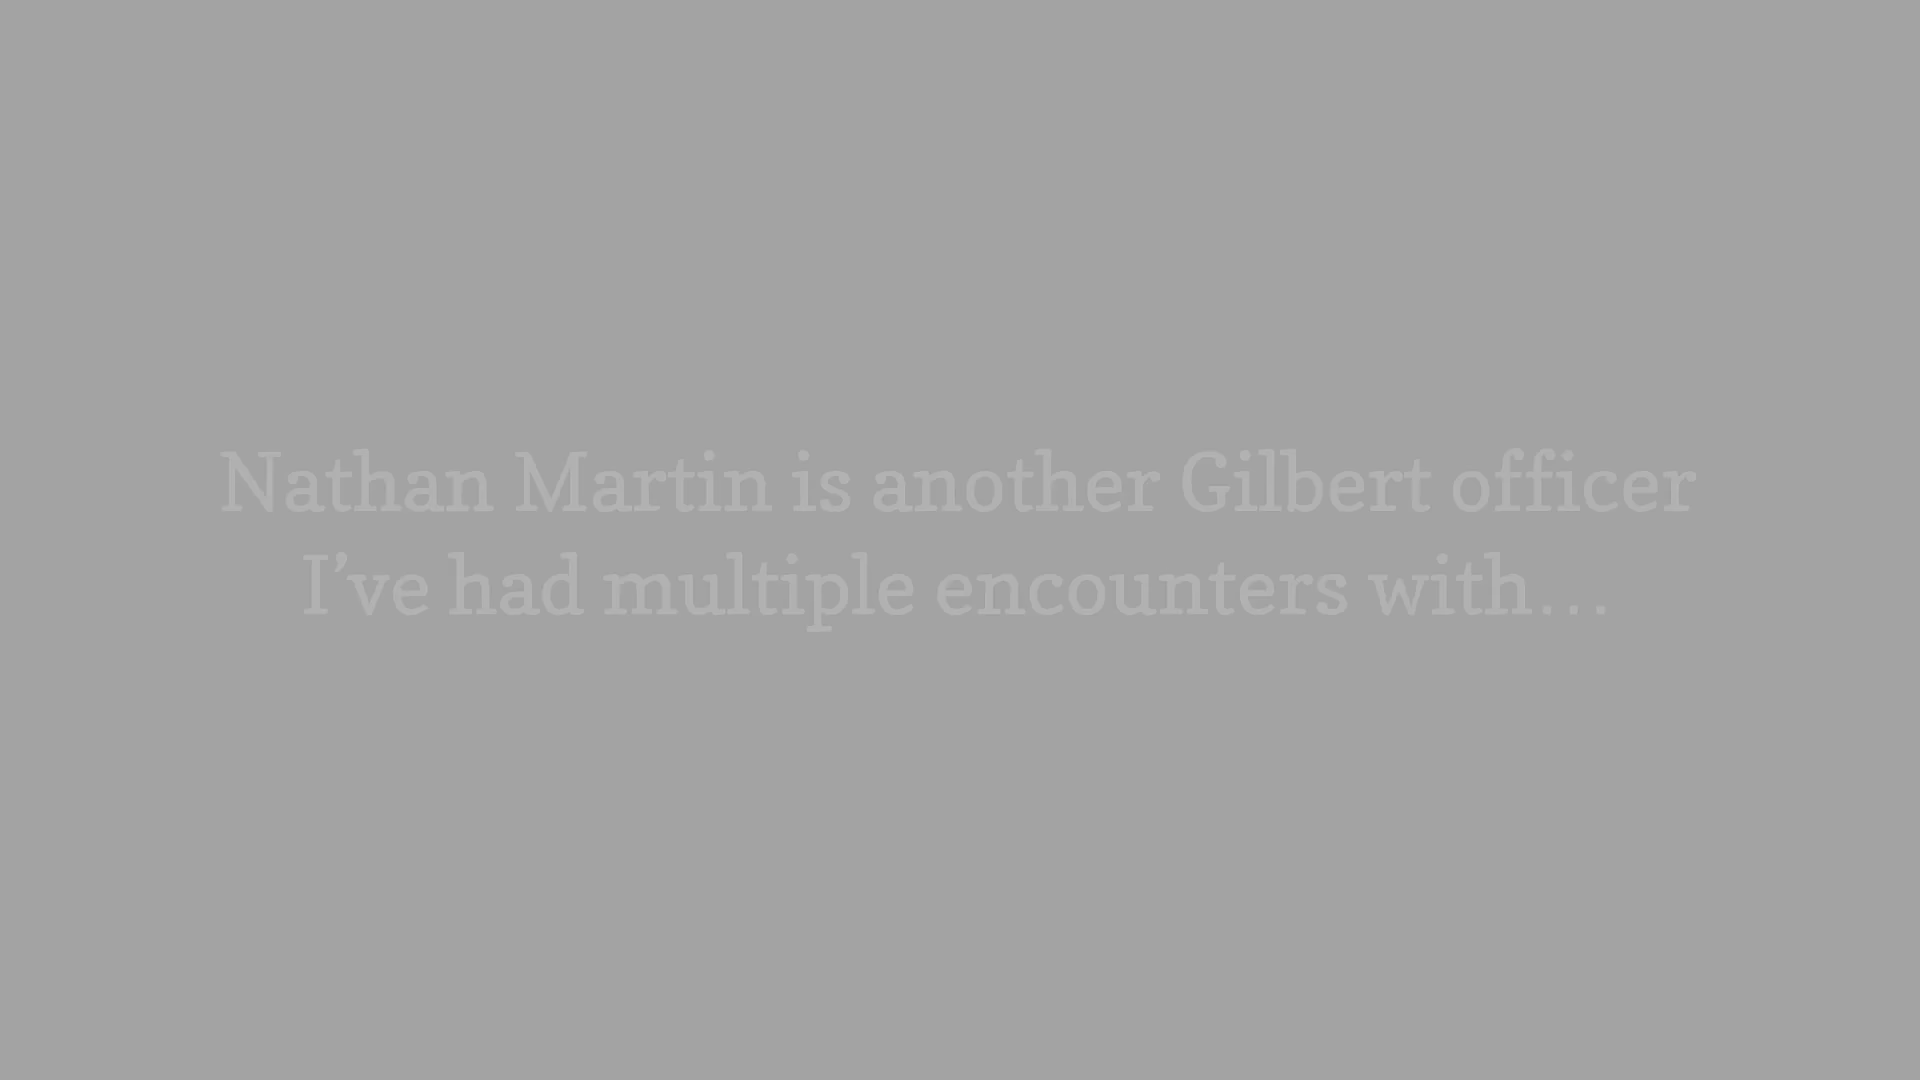 Nathan Martin is another Gilbert officer
I’ve had multiple encounters with…